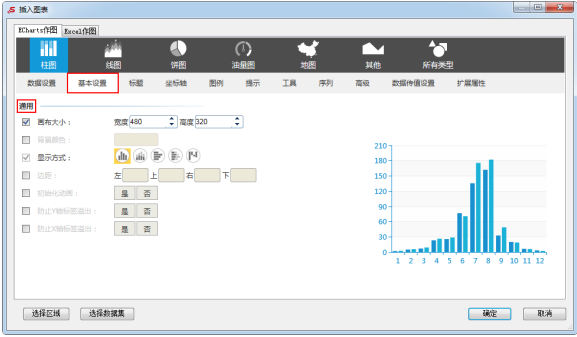 插入图表
ECharts作图 Excel作图
柱图 线图 饼图 油量图 地图 其他 所有类型
数据设置 基本设置 标题 坐标轴 图例 提示 工具 序列 高级 数据传值设置 扩展属性
通用
画布大小： 宽度 480 高度 320
背景颜色：
显示方式：
边距： 左 上 右 下
初始化动画： 是 否
防止Y轴标签溢出： 是 否
防止X轴标签溢出： 是 否
210
180
150
120
90
60
30
0
1 2 3 4 5 6 7 8 9 10 11 12
选择区域 选择数据集 确定 取消